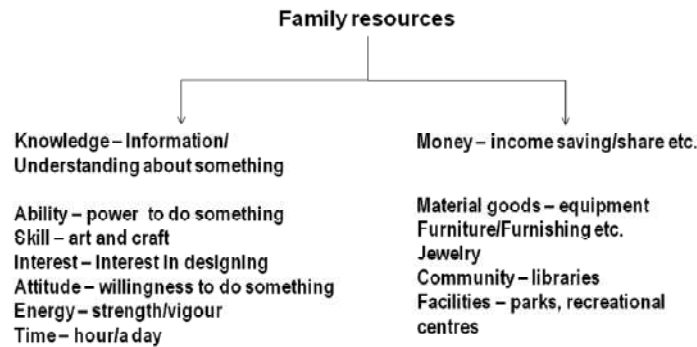 Family resources
Knowledge – Information/
Understanding about something
Ability – power to do something
Skill – art and craft
Interest – Interest in designing
Attitude – willingness to do something
Energy – strength/vigour
Time – hour/a day
Money – income saving/share etc.
Material goods – equipment
Furniture/Furnishing etc.
Jewelry
Community – libraries
Facilities – parks, recreational
centres